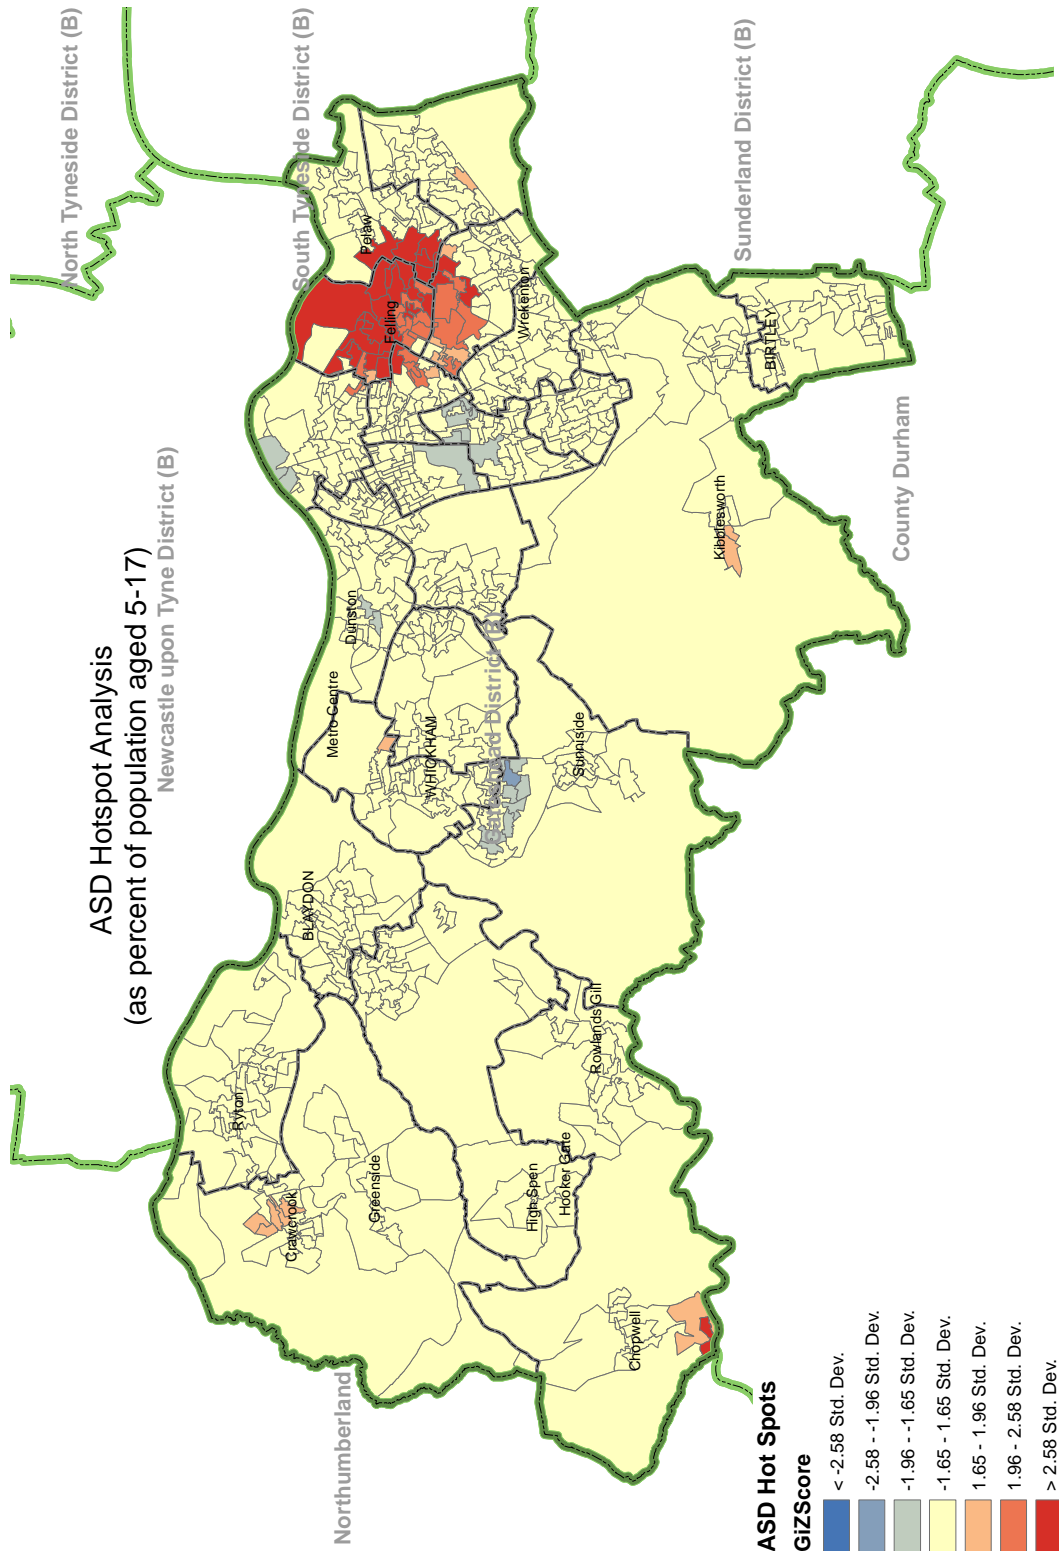 ASD Hotspot Analysis
(as percent of population aged 5-17)
North Tyneside District (B)
South Tyneside District (B)
Newcastle upon Tyne District (B)
Sunderland District (B)
County Durham
Northumberland
Gateshead District (B)
Pelaw
Felling
Wrekenton
BIRTLEY
Kibblesworth
Dunston
Metro Centre
WHICKHAM
Sunniside
BLAYDON
Rowlands Gill
Ryton
Crawcrook
Greenside
High Spen
Hooker Gate
Chopwell
ASD Hot Spots
GiZScore
< -2.58 Std. Dev.
-2.58 - -1.96 Std. Dev.
-1.96 - -1.65 Std. Dev.
-1.65 - 1.65 Std. Dev.
1.65 - 1.96 Std. Dev.
1.96 - 2.58 Std. Dev.
> 2.58 Std. Dev.